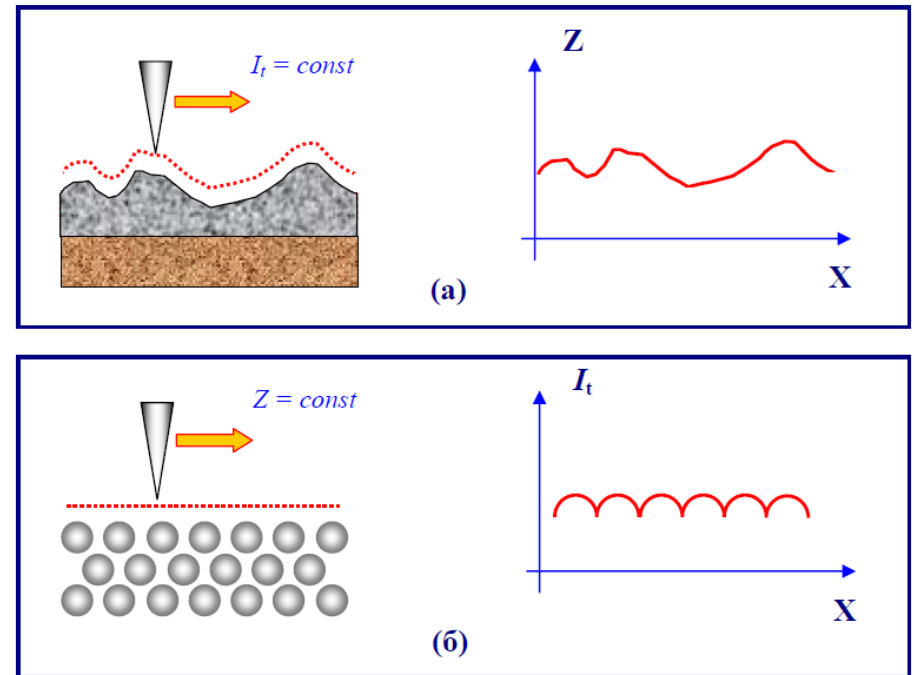 I_t = const
Z
X
(а)
Z = const
I_t
X
(б)